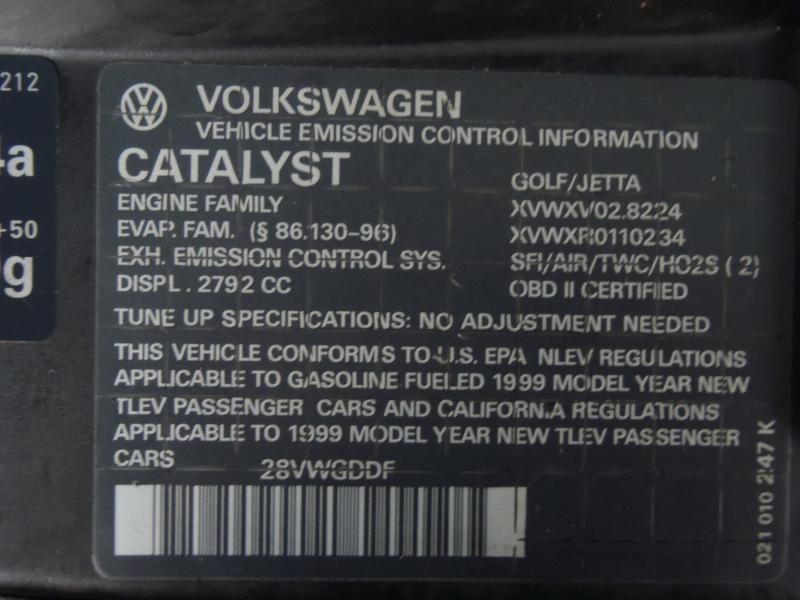 212
4a
+50
9g
VOLKSWAGEN
VEHICLE EMISSION CONTROL INFORMATION
CATALYST GOLF/JETTA
ENGINE FAMILY XVWXV02.8224
EVAP. FAM. (§ 86.130-96) XVWXR0110234
EXH. EMISSION CONTROL SYS. SFI/AIR/TWC/HO2S ( 2)
DISPL . 2792 CC OBD II CERTIFIED
TUNE UP SPECIFICATIONS: NO ADJUSTMENT NEEDED
THIS VEHICLE CONFORMS TO U.S. EPA NLEV REGULATIONS
APPLICABLE TO GASOLINE FUELED 1999 MODEL YEAR NEW
TLEV PASSENGER CARS AND CALIFORNIA REGULATIONS
APPLICABLE TO 1999 MODEL YEAR NEW TLEV PASSENGER
CARS 28VWGDDF
021 010 247 K